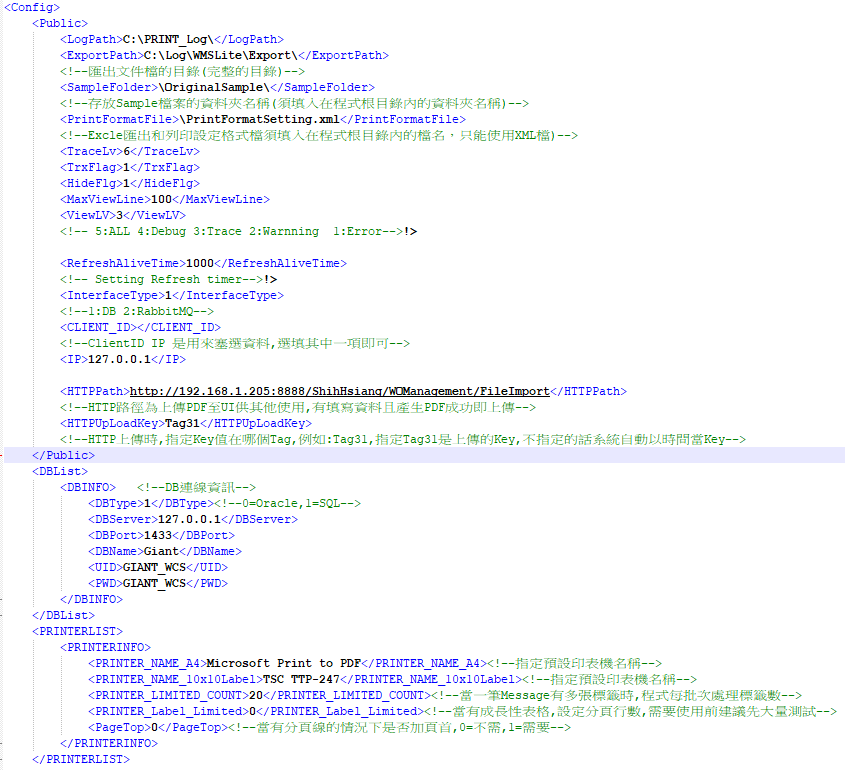 <Config>
<Public>
<LogPath>C:\PRINT_Log\</LogPath>
<ExportPath>C:\Log\WMSLite\Export\</ExportPath>
<!--匯出文件檔的目錄(完整的目錄)-->
<SampleFolder>\OriginalSample\</SampleFolder>
<!--存放Sample檔案的資料夾名稱(須填入在程式根目錄內的資料夾名稱)-->
<PrintFormatFile>\PrintFormatSetting.xml</PrintFormatFile>
<!--Excle匯出和列印設定格式檔須填入在程式根目錄內的檔名，只能使用XML檔)-->
<TraceLv>6</TraceLv>
<TrxFlag>1</TrxFlag>
<HideFlg>1</HideFlg>
<MaxViewLine>100</MaxViewLine>
<ViewLV>3</ViewLV>
<!-- 5:ALL 4:Debug 3:Trace 2:Warnning  1:Error-->!>
<RefreshAliveTime>1000</RefreshAliveTime>
<!-- Setting Refresh timer-->!>
<InterfaceType>1</InterfaceType>
<!--1:DB 2:RabbitMQ-->
<CLIENT_ID></CLIENT_ID>
<!--ClientID IP 是用來塞選資料,選填其中一項即可-->
<IP>127.0.0.1</IP>
<HTTPPath>http://192.168.1.205:8888/ShihHsiang/WOManagement/FileImport</HTTPPath>
<!--HTTP路徑為上傳PDF至UI供其他使用,有填寫資料且產生PDF成功即上傳-->
<HTTPUpLoadKey>Tag31</HTTPUpLoadKey>
<!--HTTP上傳時,指定Key值在哪個Tag,例如:Tag31,指定Tag31是上傳的Key,不指定的話系統自動以時間當Key-->
</Public>
<DBList>
<DBINFO>   <!--DB連線資訊-->
<DBType>1</DBType><!--0=Oracle,1=SQL-->
<DBServer>127.0.0.1</DBServer>
<DBPort>1433</DBPort>
<DBName>Giant</DBName>
<UID>GIANT_WCS</UID>
<PWD>GIANT_WCS</PWD>
</DBINFO>
</DBList>
<PRINTERLIST>
<PRINTERINFO>
<PRINTER_NAME_A4>Microsoft Print to PDF</PRINTER_NAME_A4><!--指定預設印表機名稱-->
<PRINTER_NAME_10x10Label>TSC TTP-247</PRINTER_NAME_10x10Label><!--指定預設印表機名稱-->
<PRINTER_LIMITED_COUNT>20</PRINTER_LIMITED_COUNT><!--當一筆Message有多張標籤時,程式每批次處理標籤數-->
<PRINTER_Label_Limited>0</PRINTER_Label_Limited><!--當有成長性表格,設定分頁行數,需要使用前建議先大量測試-->
<PageTop>0</PageTop><!--當有分頁線的情況下是否加頁首,0=不需,1=需要-->
</PRINTERINFO>
</PRINTERLIST>